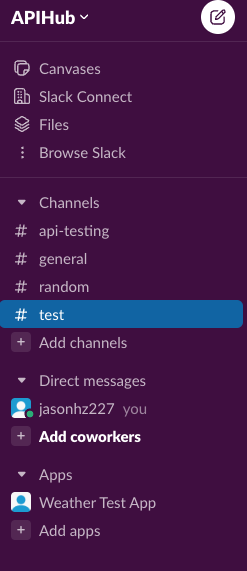 APIHub
Canvases
Slack Connect
Files
Browse Slack
Channels
# api-testing
# general
# random
# test
+ Add channels
Direct messages
jasonhz227 you
+ Add coworkers
Apps
Weather Test App
+ Add apps